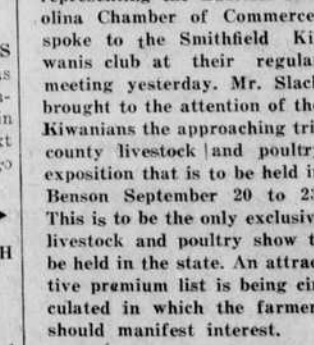 olina Chamber of Commerce
spoke to the Smithfield Ki
wanis club at their regula
meeting yesterday. Mr. Slac
brought to the attention of th
Kiwanians the approaching tri
county livestock and poultry
exposition that is to be held i
Benson September 20 to 23
This is to be the only exclusiv
livestock and poultry show t
be held in the state. An attrac
tive premium list is being cir
culated in which the farmer
should manifest interest.